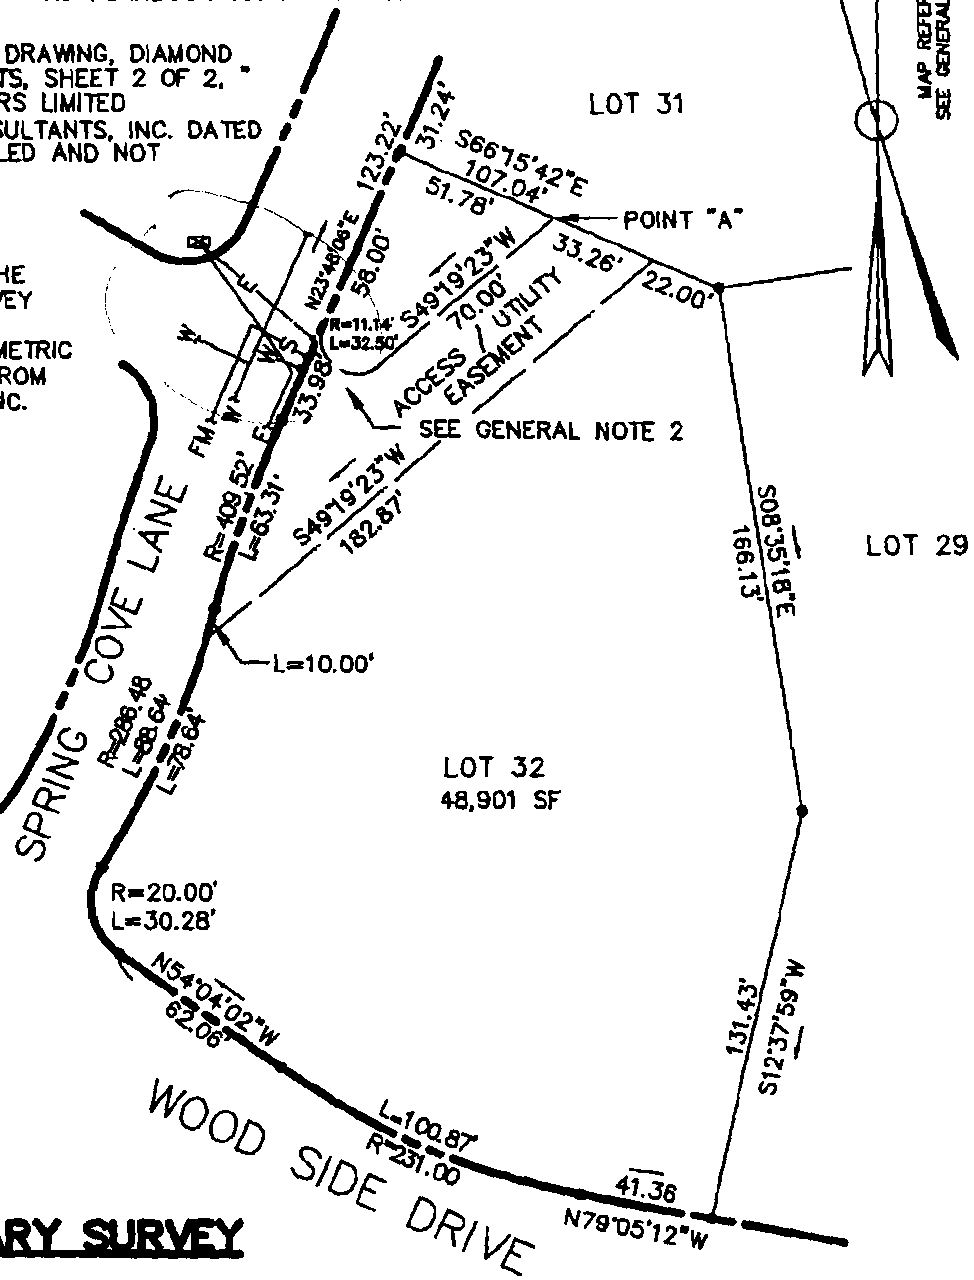 DRAWING, DIAMOND
TS, SHEET 2 OF 2, "
RS LIMITED
SULTANTS, INC. DATED
LED AND NOT
HE
VEY
METRIC
ROM
NC.
MAP REFER
SEE GENERAL
LOT 31
31.24'
123.22'
S66°15'42"E
107.04'
51.78'
POINT "A"
33.26'
22.00'
N23°48'06"E
58.00'
S49°19'23"W
70.00'
R=11.14'
L=32.50'
ACCESS / UTILITY
EASEMENT
E
W
W
S
W
FM
E
33.98'
SEE GENERAL NOTE 2
S49°19'23"W
182.87'
R=409.52'
L=63.31'
S08°35'18"E
166.13'
LOT 29
L=10.00'
SPRING COVE LANE
R=286.48
L=88.64'
L=78.64'
LOT 32
48,901 SF
R=20.00'
L=30.28'
N54°04'02"W
62.06'
131.43'
S12°37'59"W
L=100.87'
R=231.00
41.36
N79°05'12"W
WOOD SIDE DRIVE
ARY SURVEY